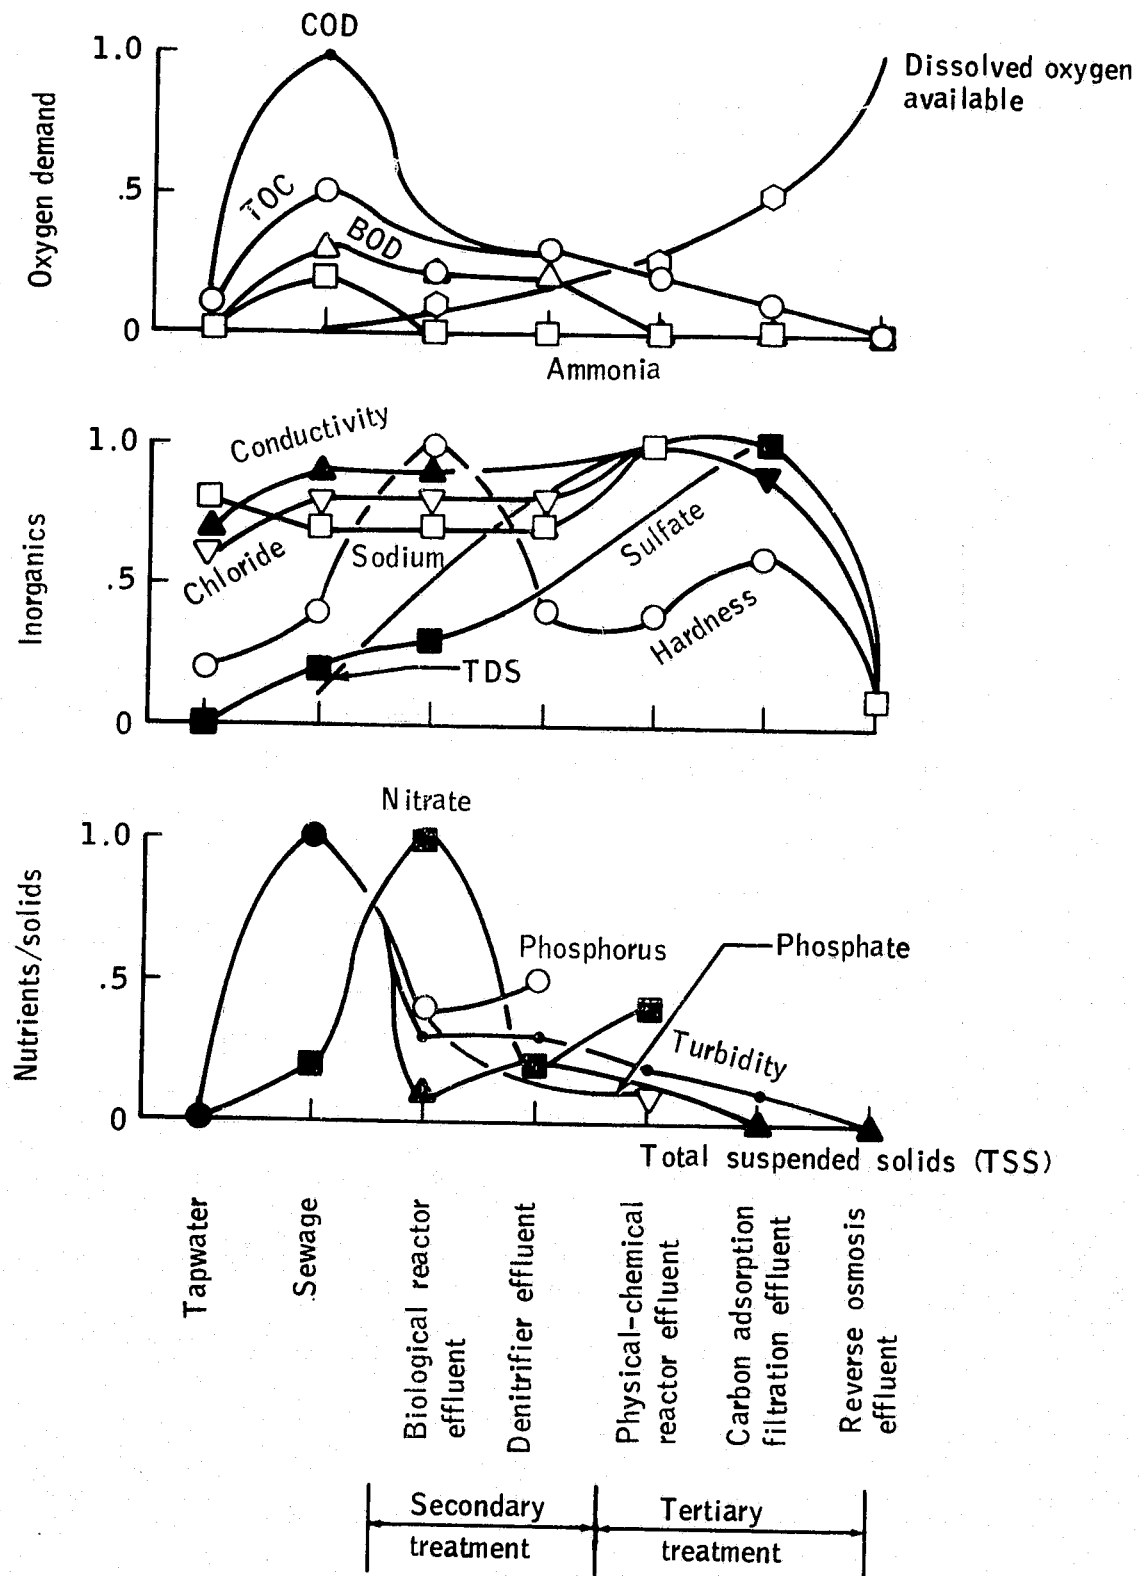 COD
1.0
.5
0
Oxygen demand
TOC
BOD
Dissolved oxygen
available
Ammonia
1.0
.5
0
Inorganics
Conductivity
Chloride
Sodium
Sulfate
Hardness
TDS
Nitrate
1.0
.5
0
Nutrients/solids
Phosphorus
Phosphate
Turbidity
Total suspended solids (TSS)
Tapwater
Sewage
Biological reactor
effluent
Denitrifier effluent
Physical-chemical
reactor effluent
Carbon adsorption
filtration effluent
Reverse osmosis
effluent
Secondary
treatment
Tertiary
treatment